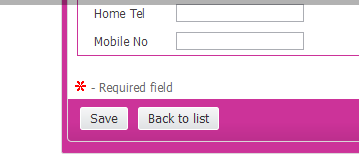 Home Tel
Mobile No
* - Required field
Save Back to list